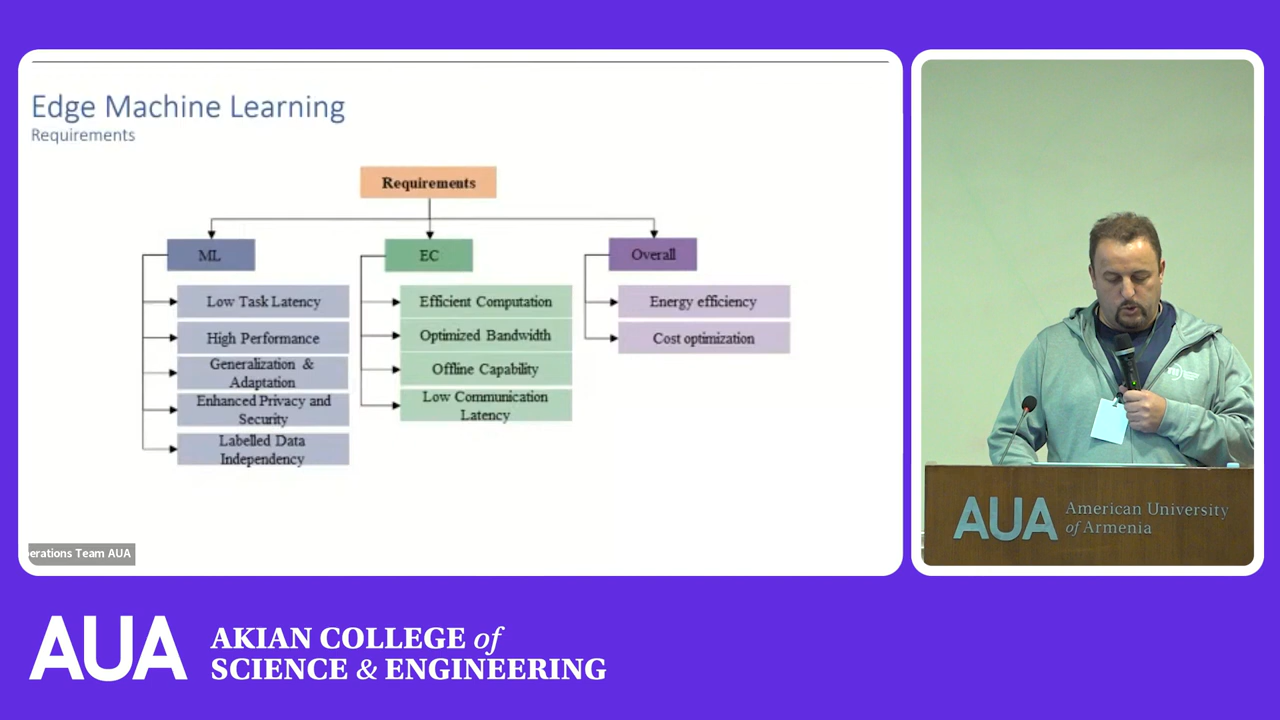 Edge Machine Learning
Requirements
Requirements
ML
Low Task Latency
High Performance
Generalization &
Adaptation
Enhanced Privacy and
Security
Labelled Data
Independency
EC
Efficient Computation
Optimized Bandwidth
Offline Capability
Low Communication
Latency
Overall
Energy efficiency
Cost optimization
erations Team AUA
AUA American University
of Armenia
AUA AKIAN COLLEGE of
SCIENCE & ENGINEERING